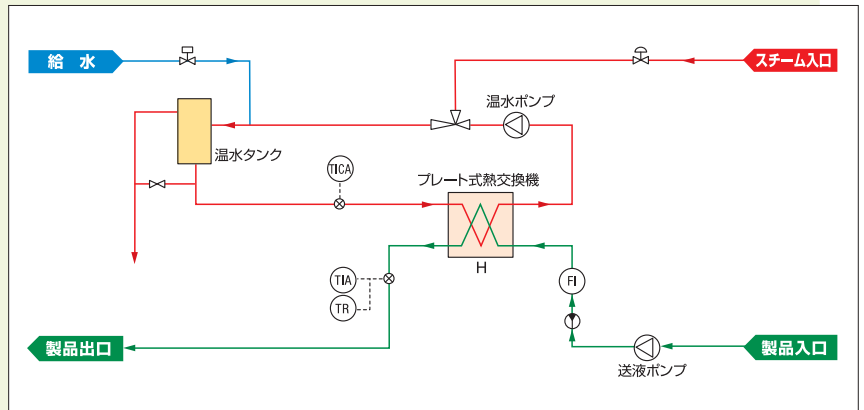 給 水
スチーム入口
温水ポンプ
温水タンク
TICA
プレート式熱交換機
H
TIA
TR
FI
製品出口
製品入口
送液ポンプ